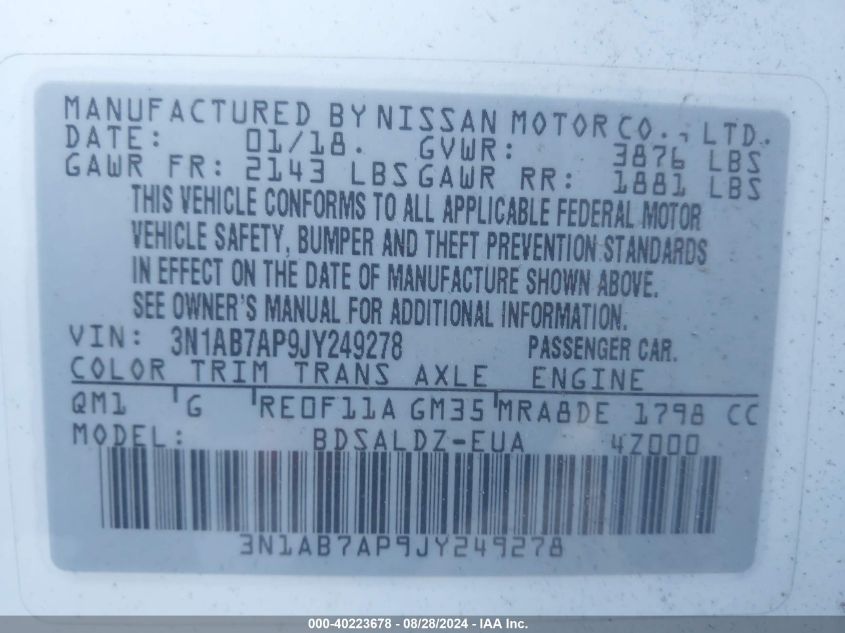 MANUFACTURED BY NISSAN MOTOR CO., LTD.
DATE: 01/18. GVWR: 3876 LBS
GAWR FR: 2143 LBS GAWR RR: 1881 LBS
THIS VEHICLE CONFORMS TO ALL APPLICABLE FEDERAL MOTOR
VEHICLE SAFETY, BUMPER AND THEFT PREVENTION STANDARDS
IN EFFECT ON THE DATE OF MANUFACTURE SHOWN ABOVE.
SEE OWNER'S MANUAL FOR ADDITIONAL INFORMATION.
VIN: 3N1AB7AP9JY249278 PASSENGER CAR.
COLOR TRIM TRANS AXLE ENGINE
QM1 G RE0F11A GM35 MRA8DE 1798 CC
MODEL: BDSALDZ-EUA 4Z000
3N1AB7AP9JY249278
000-40223678 | 08/28/2024 - IAA, Inc.